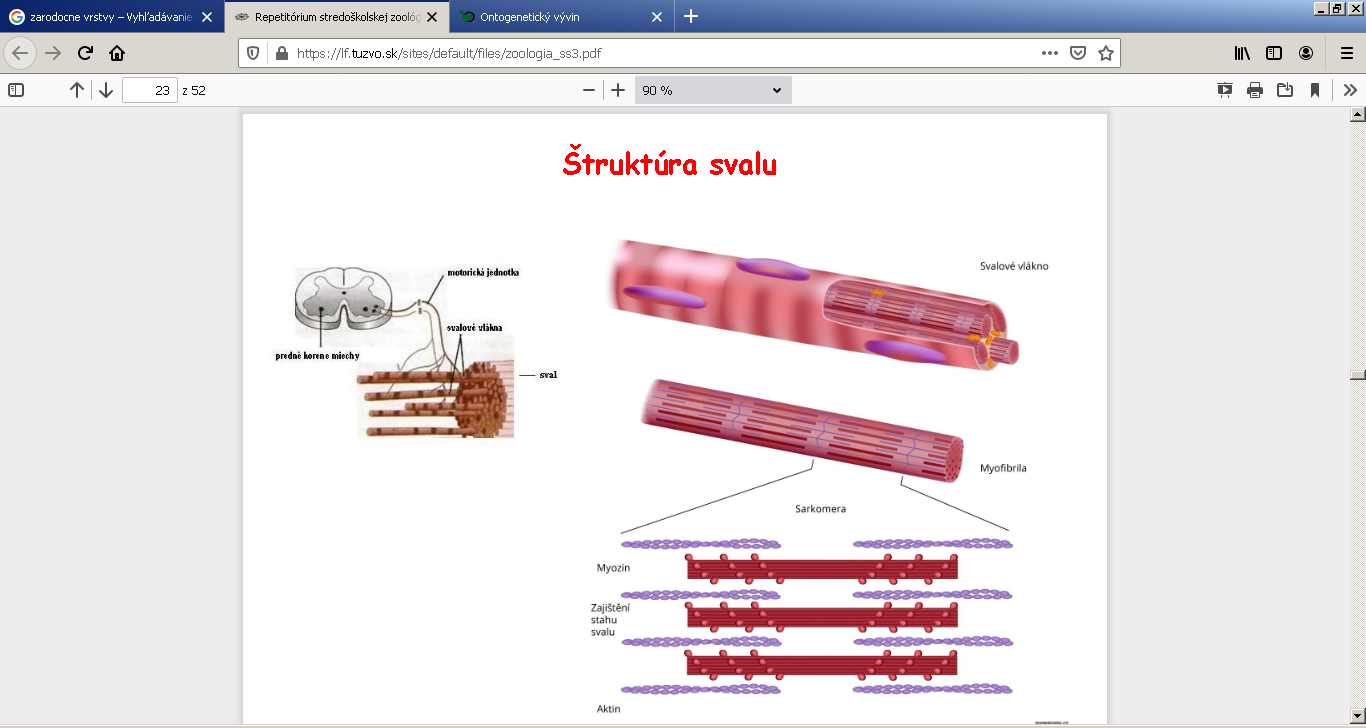 zarodocne vrstvy – Vyhľadávanie
Repetitórium stredoškolskej zoológ
Ontogenetický vývin
https://lf.tuzvo.sk/sites/default/files/zoologia_ss3.pdf
23 z 52
90 %
Štruktúra svalu
motorická jednotka
svalové vlákna
predné korene miechy
sval
Svalové vlákno
Myofibrila
Sarkomera
Myozin
Zajištění
stahu
svalu
Aktin